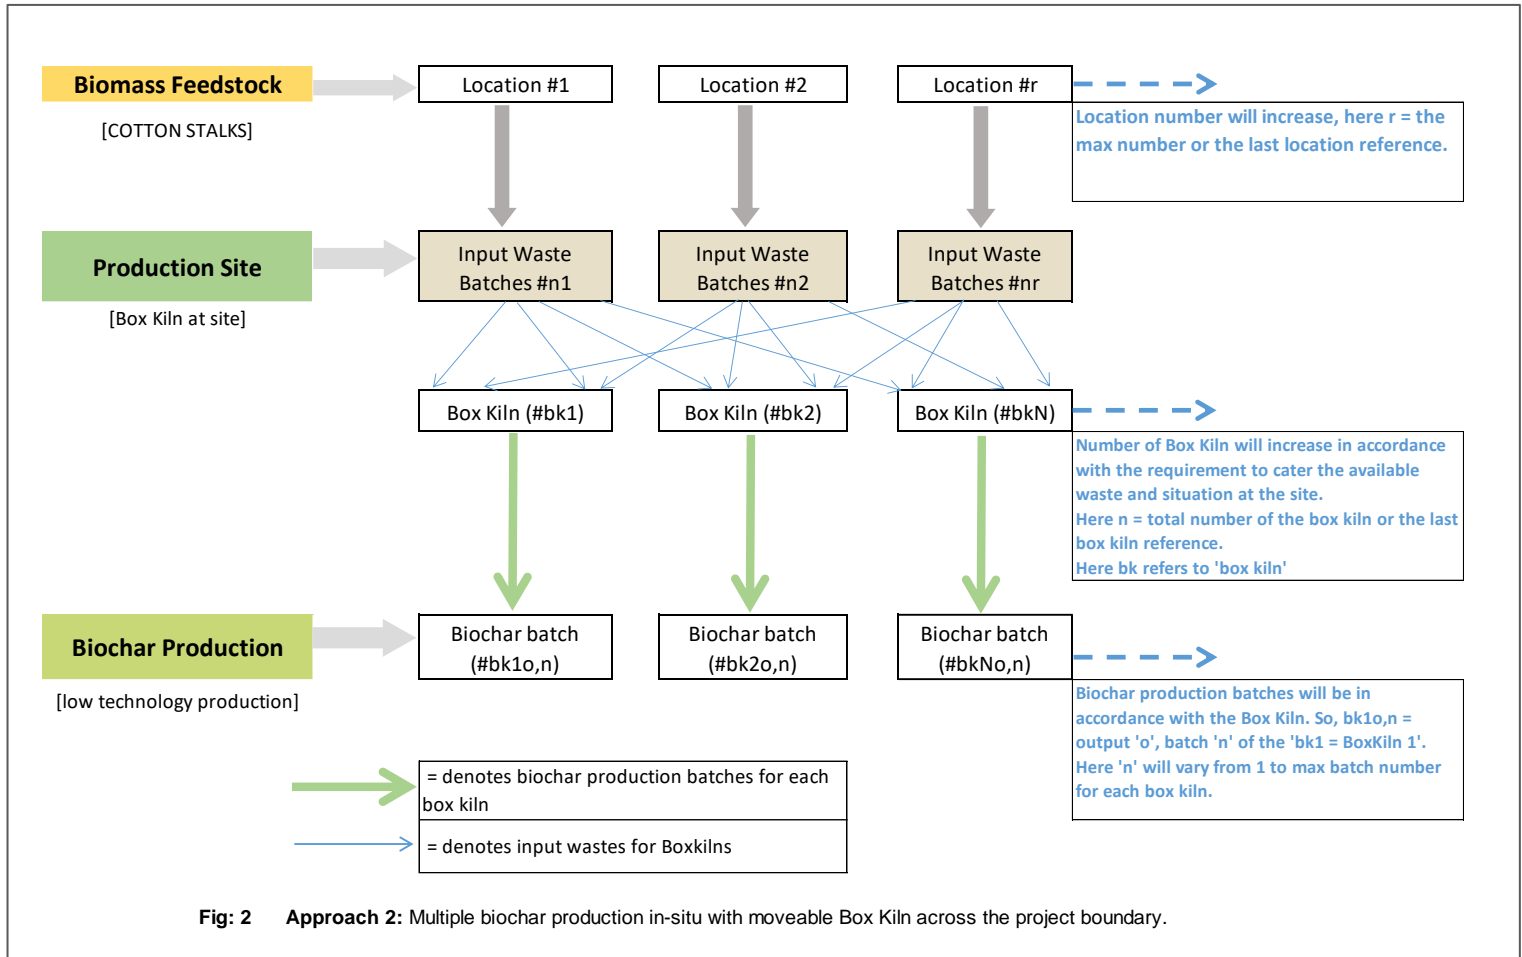 Biomass Feedstock
[COTTON STALKS]
Location #1
Location #2
Location #r
Location number will increase, here r = the
max number or the last location reference.
Production Site
[Box Kiln at site]
Input Waste
Batches #n1
Input Waste
Batches #n2
Input Waste
Batches #nr
Box Kiln (#bk1)
Box Kiln (#bk2)
Box Kiln (#bkN)
Number of Box Kiln will increase in accordance
with the requirement to cater the available
waste and situation at the site.
Here n = total number of the box kiln or the last
box kiln reference.
Here bk refers to 'box kiln'
Biochar Production
[low technology production]
Biochar batch
(#bk1o,n)
Biochar batch
(#bk2o,n)
Biochar batch
(#bkNo,n)
Biochar production batches will be in
accordance with the Box Kiln. So, bk1o,n =
output 'o', batch 'n' of the 'bk1 = BoxKiln 1'.
Here 'n' will vary from 1 to max batch number
for each box kiln.
= denotes biochar production batches for each
box kiln
= denotes input wastes for Boxkilns
Fig: 2 Approach 2: Multiple biochar production in-situ with moveable Box Kiln across the project boundary.